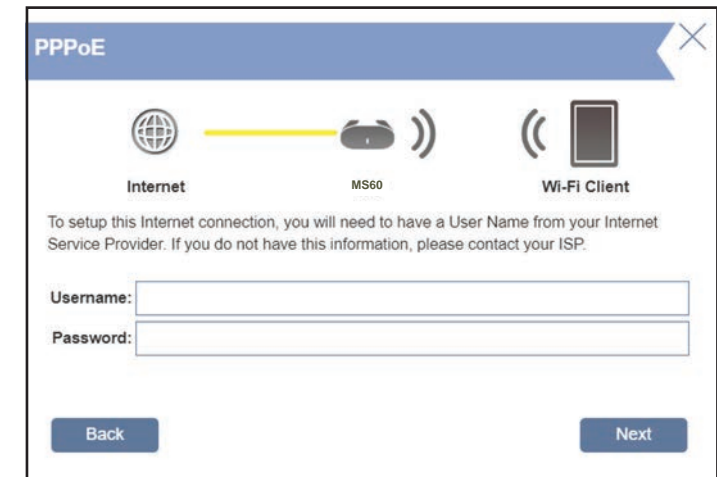 PPPoE
Internet
MS60
Wi-Fi Client
To setup this Internet connection, you will need to have a User Name from your Internet
Service Provider. If you do not have this information, please contact your ISP.
Username:
Password:
Back
Next